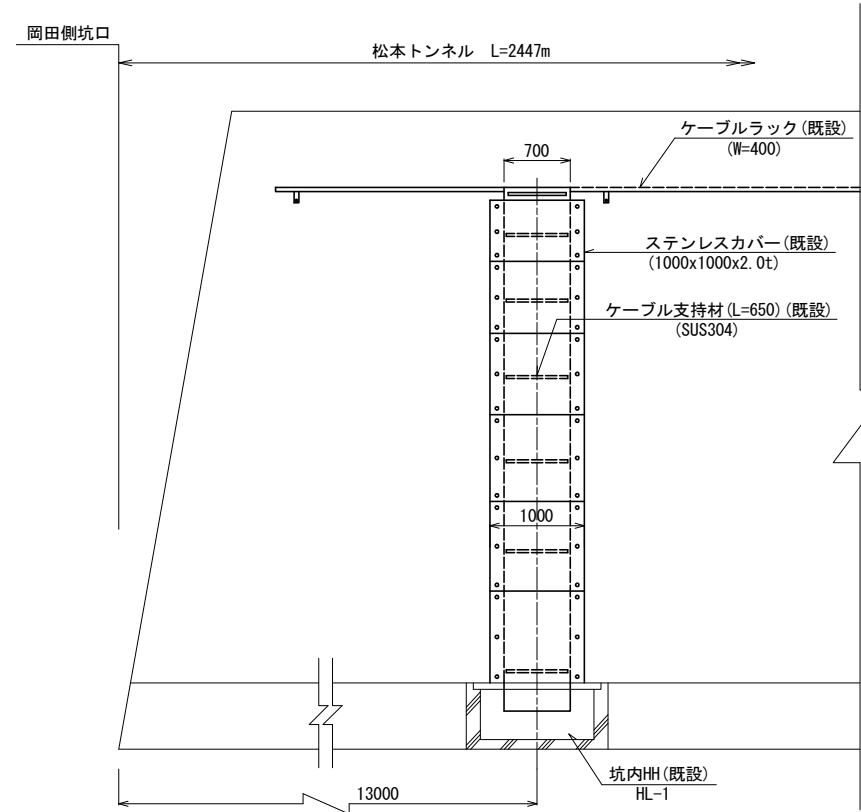 岡田側坑口
松本トンネル L=2447m
ケーブルラック(既設)
(W=400)
700
ステンレスカバー(既設)
(1000x1000x2.0t)
ケーブル支持材(L=650)(既設)
(SUS304)
1000
坑内HH(既設)
HL-1
13000